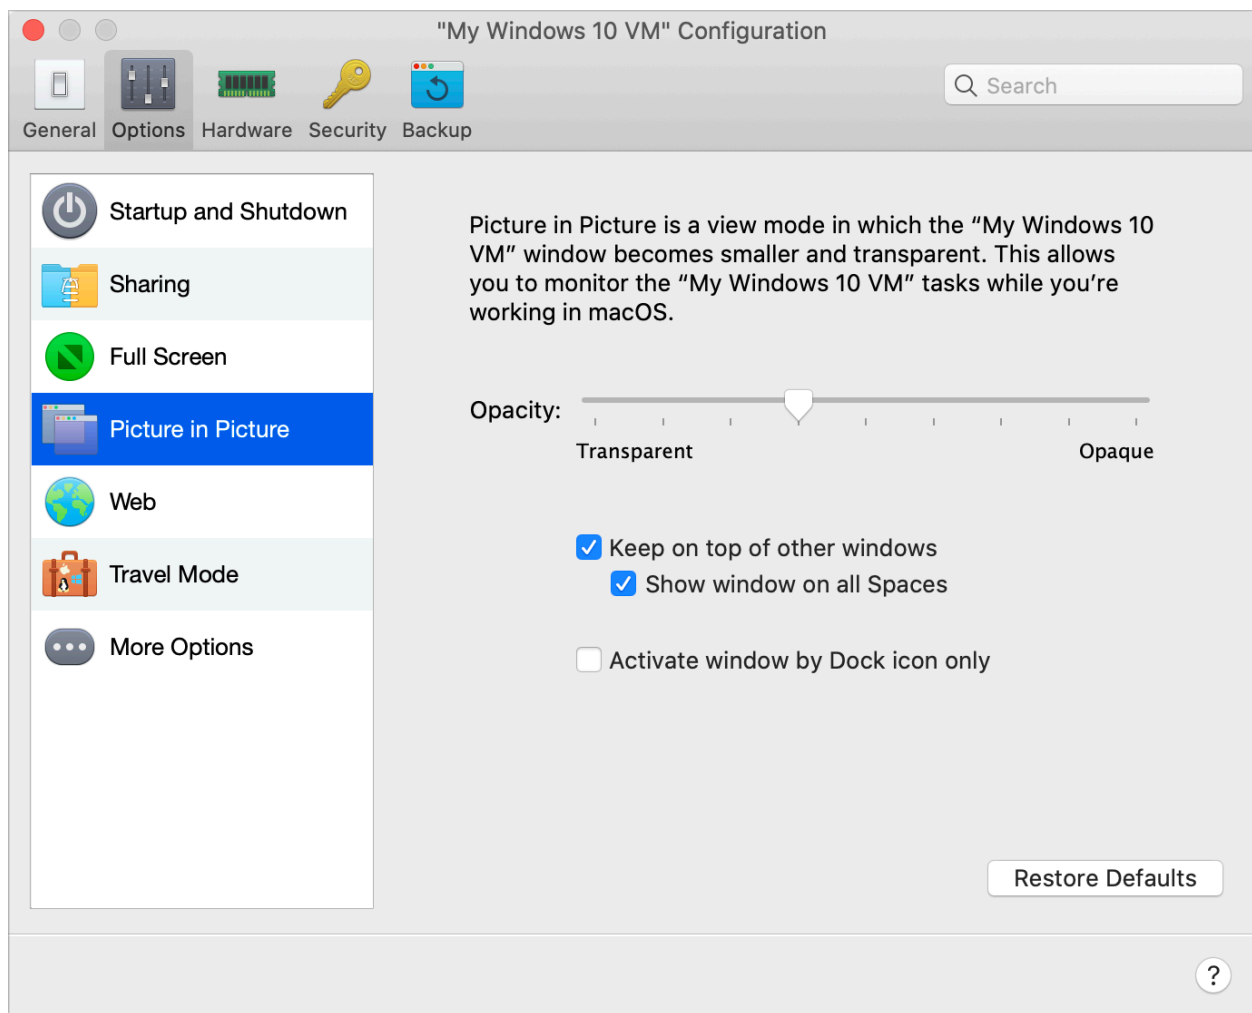 "My Windows 10 VM" Configuration
General Options Hardware Security Backup
Search
Startup and Shutdown
Sharing
Full Screen
Picture in Picture
Web
Travel Mode
More Options
Picture in Picture is a view mode in which the “My Windows 10
VM” window becomes smaller and transparent. This allows
you to monitor the “My Windows 10 VM” tasks while you’re
working in macOS.
Opacity:
Transparent Opaque
Keep on top of other windows
Show window on all Spaces
Activate window by Dock icon only
Restore Defaults
?